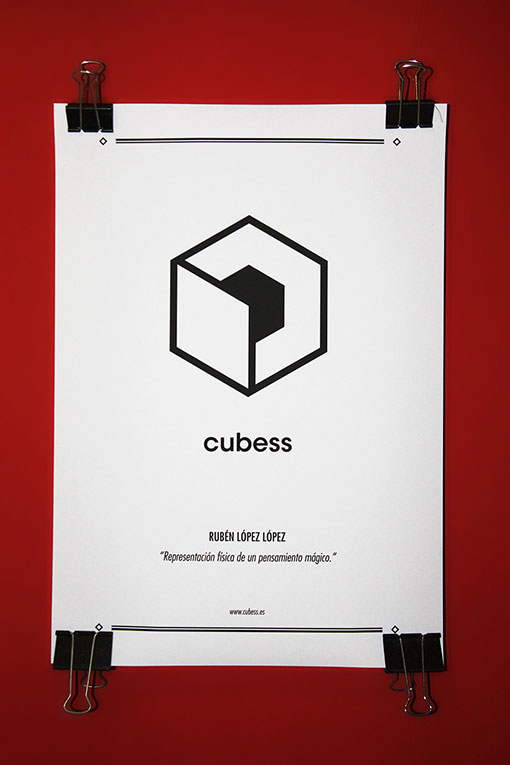 cubess
RUBÉN LÓPEZ LÓPEZ
“Representación física de un pensamiento mágico.“
www.cubess.es